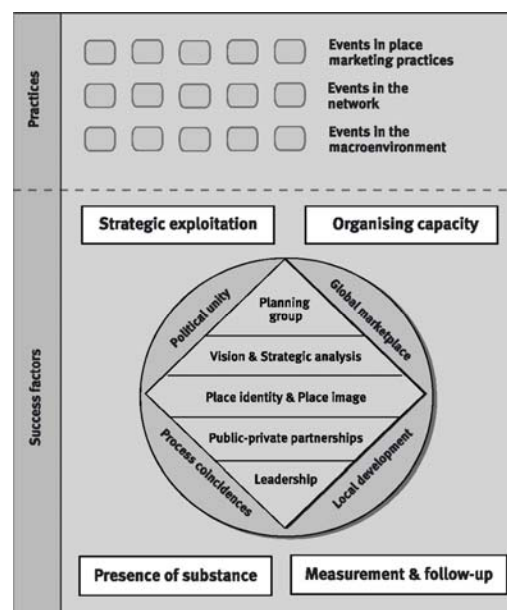 Practices
Events in place
marketing practices
Events in the
network
Events in the
macroenvironment
Success factors
Strategic exploitation
Organising capacity
Political unity
Global marketplace
Planning
group
Vision & Strategic analysis
Place identity & Place image
Public-private partnerships
Leadership
Process coincidences
Local development
Presence of substance
Measurement & follow-up